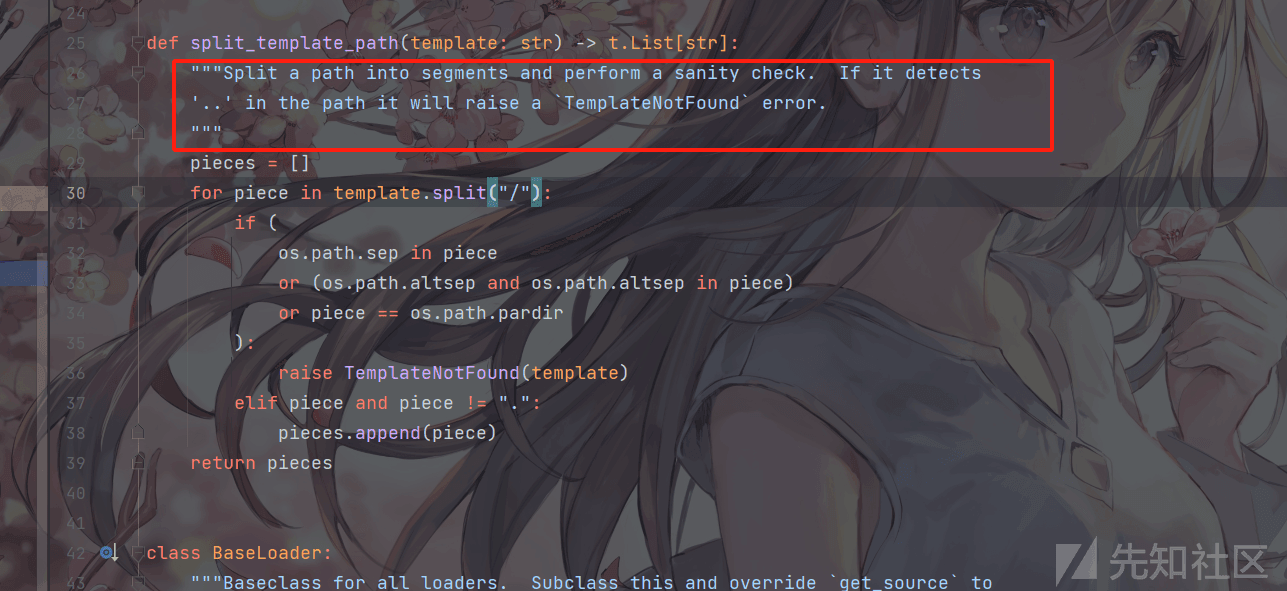 24
25 def split_template_path(template: str) -> t.List[str]:
26 """Split a path into segments and perform a sanity check.  If it detects
27 '..' in the path it will raise a `TemplateNotFound` error.
28 """
29 pieces = []
30 for piece in template.split("/"):
31 if (
32 os.path.sep in piece
33 or (os.path.altsep and os.path.altsep in piece)
34 or piece == os.path.pardir
35 ):
36 raise TemplateNotFound(template)
37 elif piece and piece != ".":
38 pieces.append(piece)
39 return pieces
40
41
42 class BaseLoader:
43 """Baseclass for all loaders.  Subclass this and override `get_source` to
先知社区